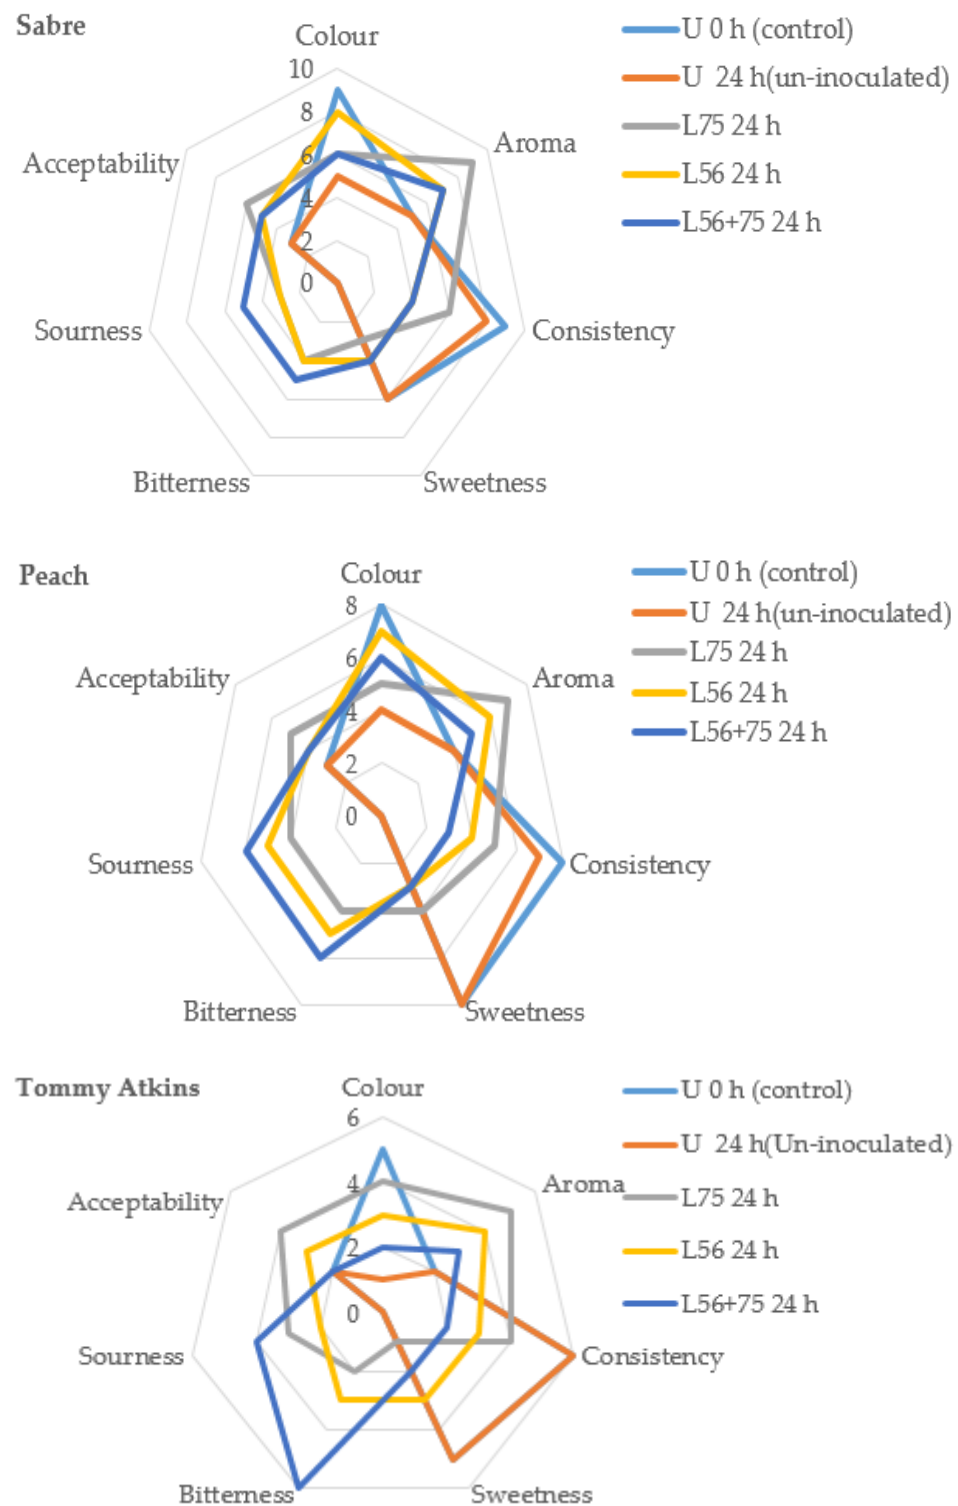 Sabre
Colour
10
8
6
4
2
0
Aroma
Consistency
Sweetness
Bitterness
Sourness
Acceptability
U 0 h (control)
U 24 h(un-inoculated)
L75 24 h
L56 24 h
L56+75 24 h
Peach
Colour
8
6
4
2
0
Aroma
Consistency
Sweetness
Bitterness
Sourness
Acceptability
U 0 h (control)
U 24 h(un-inoculated)
L75 24 h
L56 24 h
L56+75 24 h
Tommy Atkins
Colour
6
4
2
0
Aroma
Consistency
Sweetness
Bitterness
Sourness
Acceptability
U 0 h (control)
U 24 h(Un-inoculated)
L75 24 h
L56 24 h
L56+75 24 h